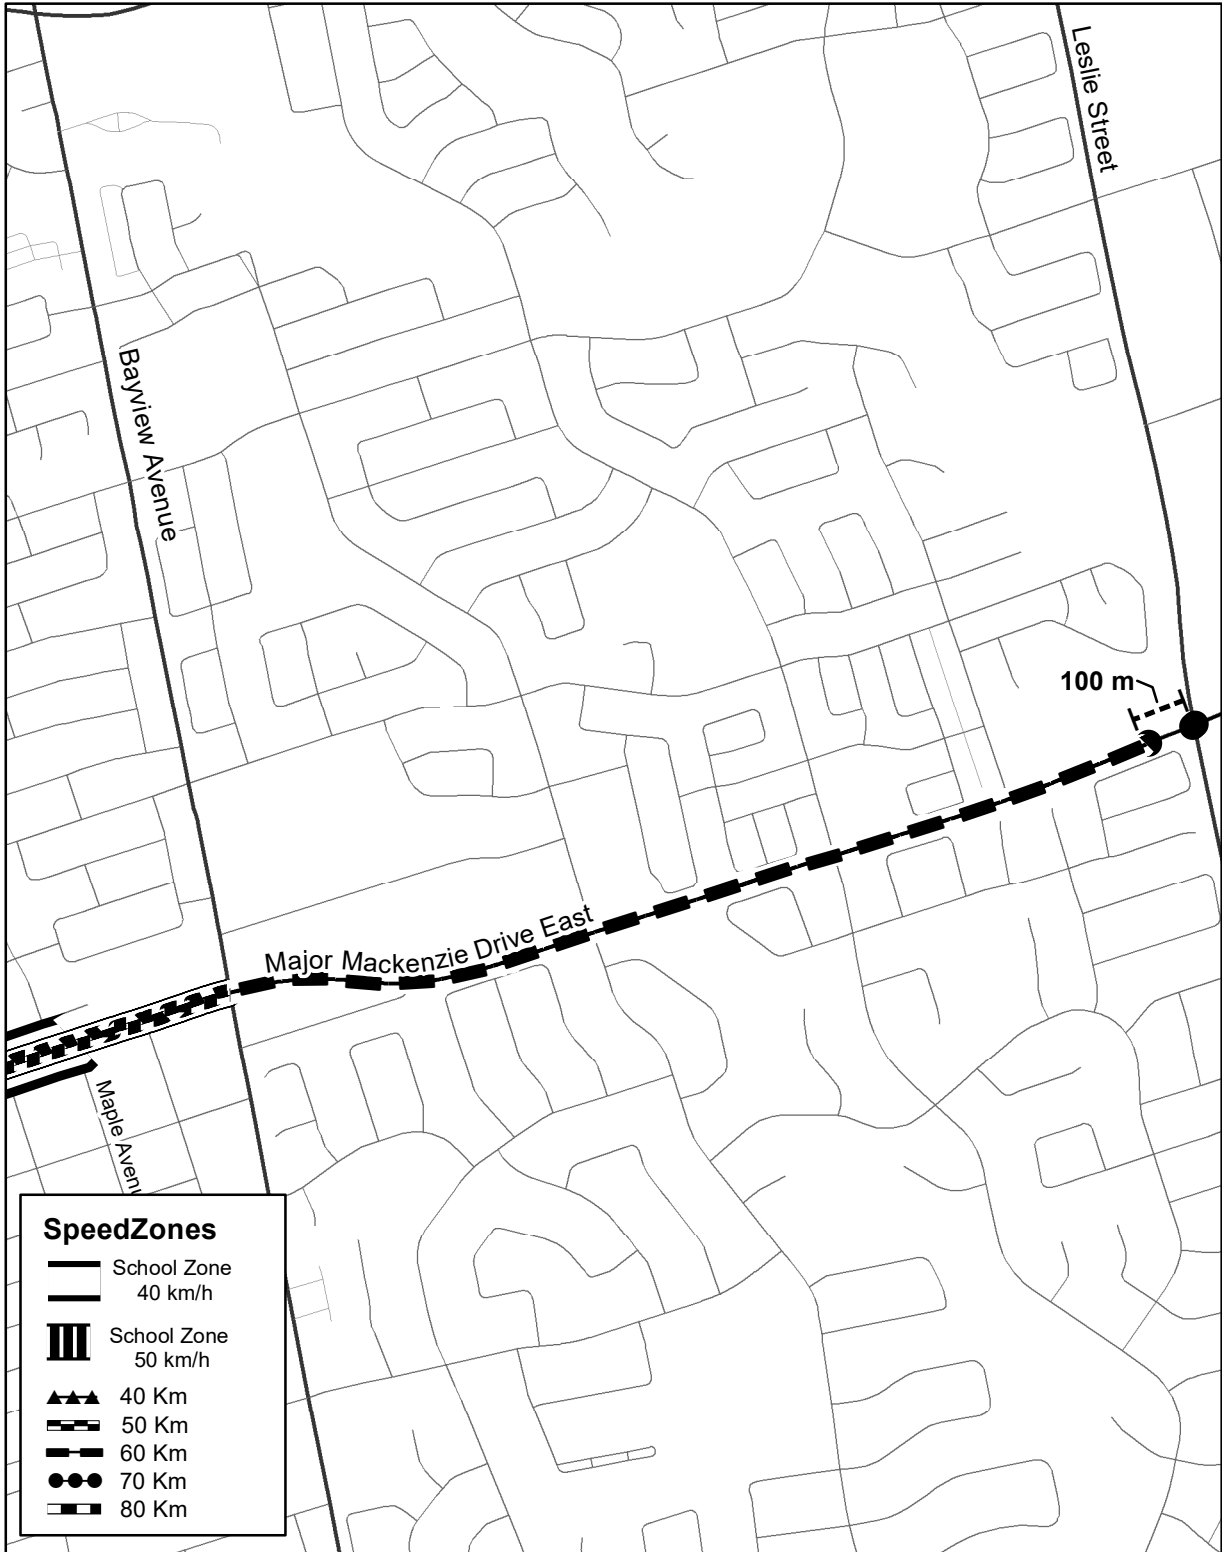 Leslie Street
Bayview Avenue
100 m
Major Mackenzie Drive East
Maple Avenu
SpeedZones
School Zone
40 km/h
School Zone
50 km/h
40 Km
50 Km
60 Km
70 Km
80 Km